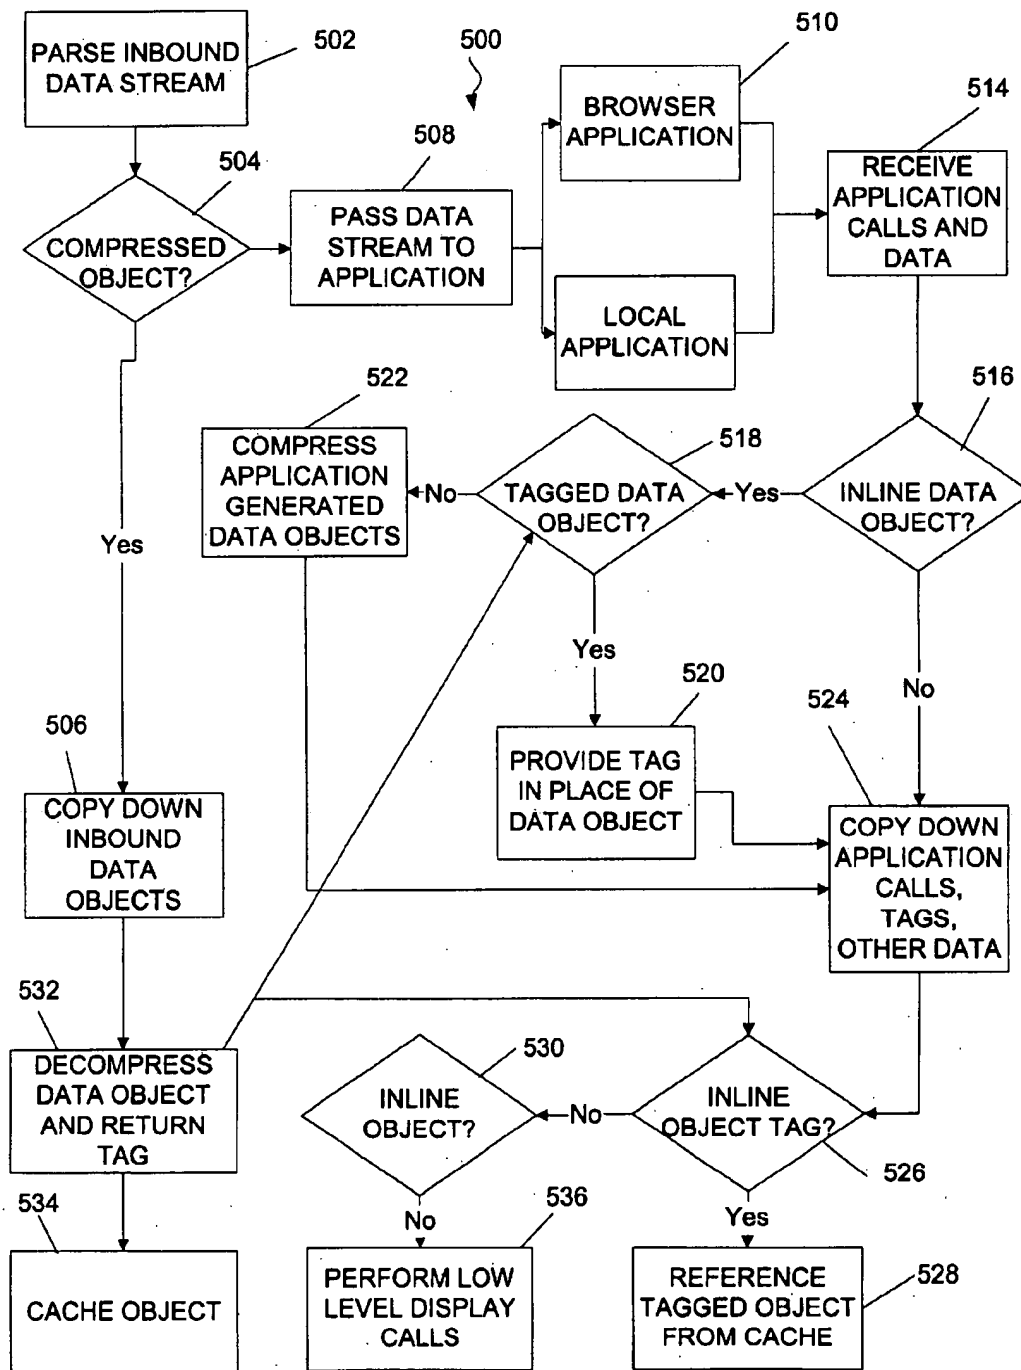 PARSE INBOUND
DATA STREAM
502
500
510
BROWSER
APPLICATION
514
504
508
RECEIVE
APPLICATION
CALLS AND
DATA
COMPRESSED
OBJECT?
PASS DATA
STREAM TO
APPLICATION
LOCAL
APPLICATION
522
516
518
COMPRESS
APPLICATION
GENERATED
DATA OBJECTS
No
TAGGED DATA
OBJECT?
Yes
INLINE DATA
OBJECT?
Yes
Yes
No
520
524
506
PROVIDE TAG
IN PLACE OF
DATA OBJECT
COPY DOWN
INBOUND
DATA
OBJECTS
COPY DOWN
APPLICATION
CALLS,
TAGS,
OTHER DATA
532
530
DECOMPRESS
DATA OBJECT
AND RETURN
TAG
INLINE
OBJECT?
No
INLINE
OBJECT TAG?
526
534
No
536
Yes
CACHE OBJECT
PERFORM LOW
LEVEL DISPLAY
CALLS
REFERENCE
TAGGED OBJECT
FROM CACHE
528